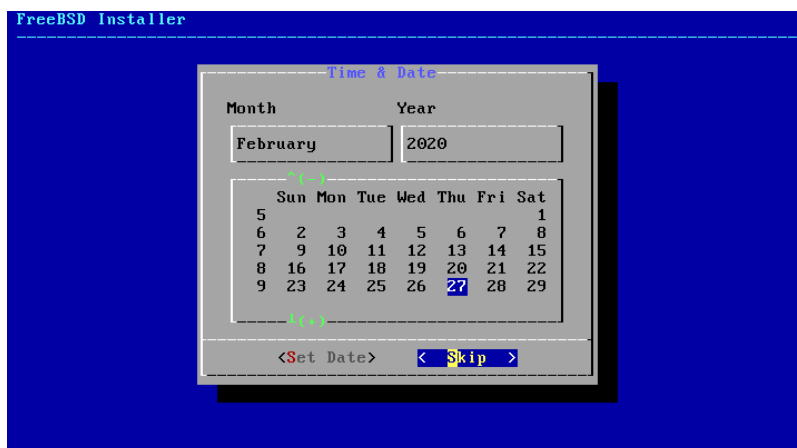 FreeBSD Installer
Time & Date
Month Year
February 2020
^(-)
Sun Mon Tue Wed Thu Fri Sat
5 1
6 2 3 4 5 6 7 8
7 9 10 11 12 13 14 15
8 16 17 18 19 20 21 22
9 23 24 25 26 27 28 29
┴(+)
<Set Date> < Skip >